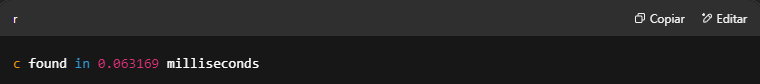 r
Copiar
Editar
c found in 0.063169 milliseconds